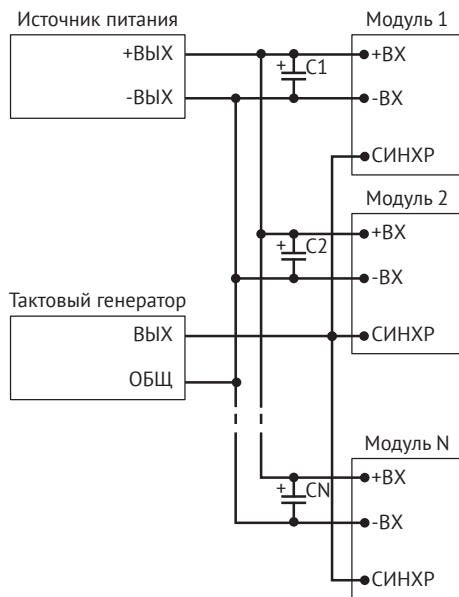 Источник питания
+ВЫХ
-ВЫХ
+ C1
Модуль 1
+ВХ
-ВХ
СИНХР
Модуль 2
+ C2
+ВХ
-ВХ
СИНХР
Тактовый генератор
ВЫХ
ОБЩ
Модуль N
+ CN
+ВХ
-ВХ
СИНХР